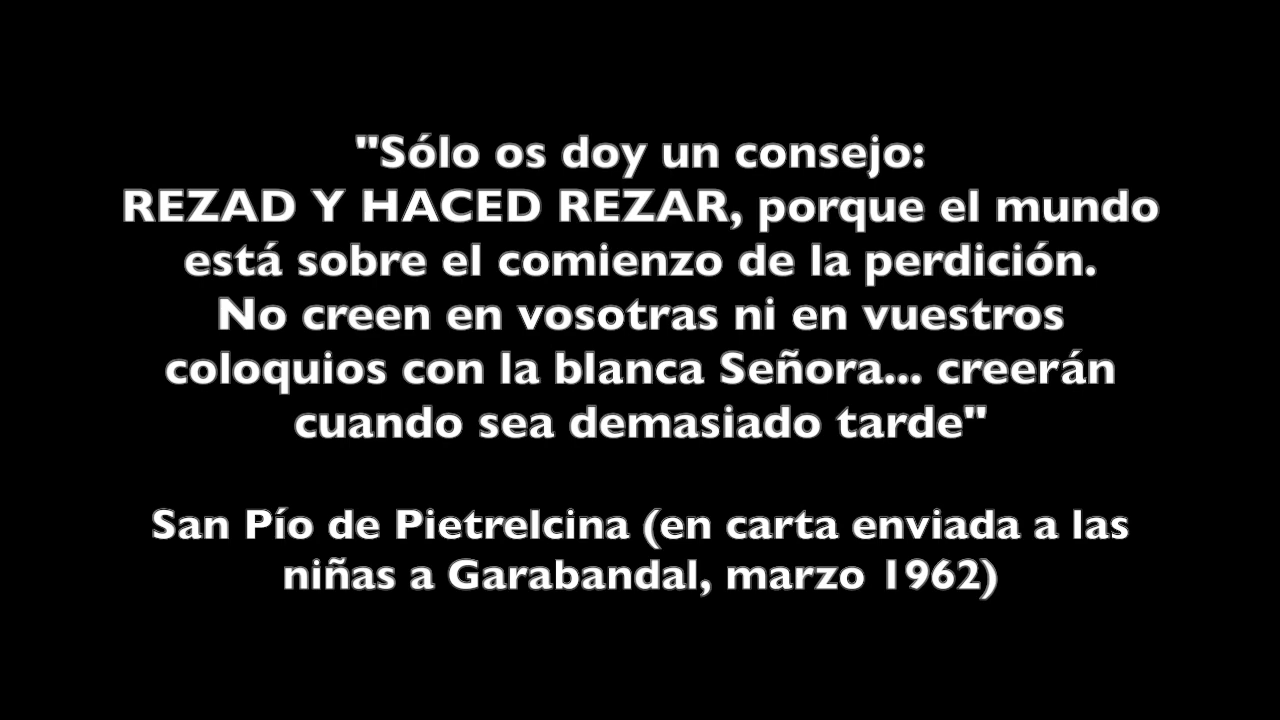 "Sólo os doy un consejo:
REZAD Y HACED REZAR, porque el mundo
está sobre el comienzo de la perdición.
No creen en vosotras ni en vuestros
coloquios con la blanca Señora... creerán
cuando sea demasiado tarde"
San Pío de Pietrelcina (en carta enviada a las
niñas a Garabandal, marzo 1962)